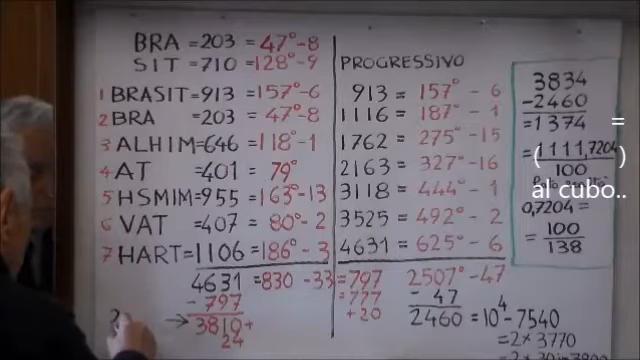 BRA = 203 = 47° - 8
SIT = 710 = 128° - 9
1 BRASIT = 913 = 157° - 6
2 BRA = 203 = 47° - 8
3 ALHIM = 646 = 118° - 1
4 AT = 401 = 79°
5 HSMIM = 955 = 163° - 13
6 VAT = 407 = 80° - 2
7 HART = 1106 = 186° - 3
4631 = 830 - 33 = 797
- 797 = 777
→ 3810 + + 20
24
PROGRESSIVO
913 = 157° - 6
1116 = 187° - 1
1762 = 275° - 15
2163 = 327° - 16
3118 = 444° - 1
3525 = 492° - 2
4631 = 625° - 6
2507° - 47
- 47
2460 = 10⁴ - 7540
= 2 × 3770
3834
- 2460
= 1374
=
= (1111,7204)
100
al cubo..
0,7204 =
= 100
138